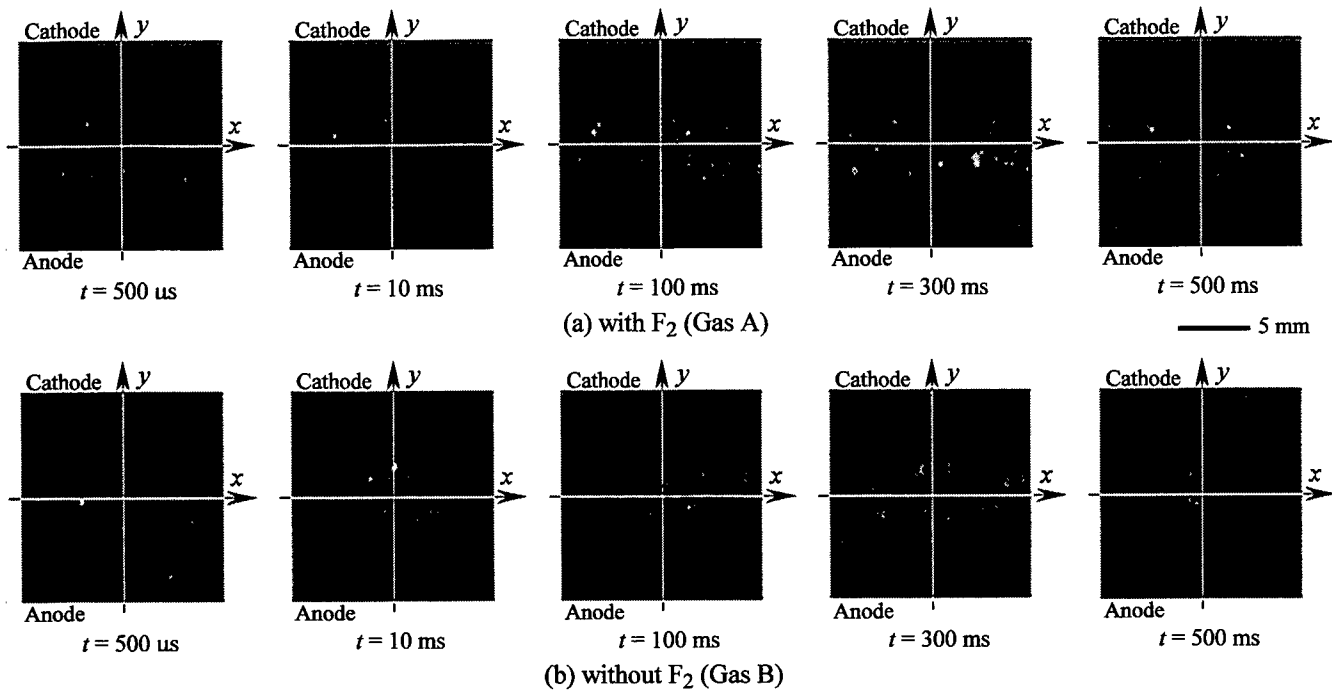 Cathode y Cathode y Cathode y Cathode y Cathode y
x x x x x
Anode Anode Anode Anode Anode
t = 500 us t = 10 ms t = 100 ms t = 300 ms t = 500 ms
(a) with F₂ (Gas A)
5 mm
Cathode y Cathode y Cathode y Cathode y Cathode y
x x x x x
Anode Anode Anode Anode Anode
t = 500 us t = 10 ms t = 100 ms t = 300 ms t = 500 ms
(b) without F₂ (Gas B)